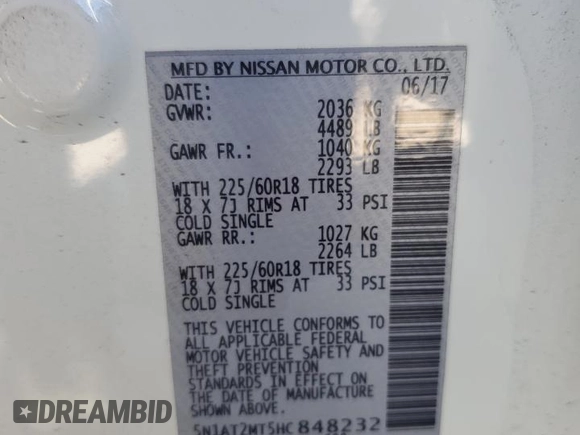 MFD BY NISSAN MOTOR CO., LTD.
DATE: 06/17
GVWR: 2036 KG
4489 LB
GAWR FR.: 1040 KG
2293 LB
WITH 225/60R18 TIRES
18 X 7J RIMS AT 33 PSI
COLD SINGLE
GAWR RR.: 1027 KG
2264 LB
WITH 225/60R18 TIRES
18 X 7J RIMS AT 33 PSI
COLD SINGLE
THIS VEHICLE CONFORMS TO
ALL APPLICABLE FEDERAL
MOTOR VEHICLE SAFETY AND
THEFT PREVENTION
STANDARDS IN EFFECT ON
THE DATE OF MANUFACTURE
SHOWN ABOVE.
5N1AT2MT5HC848232
DREAMBID